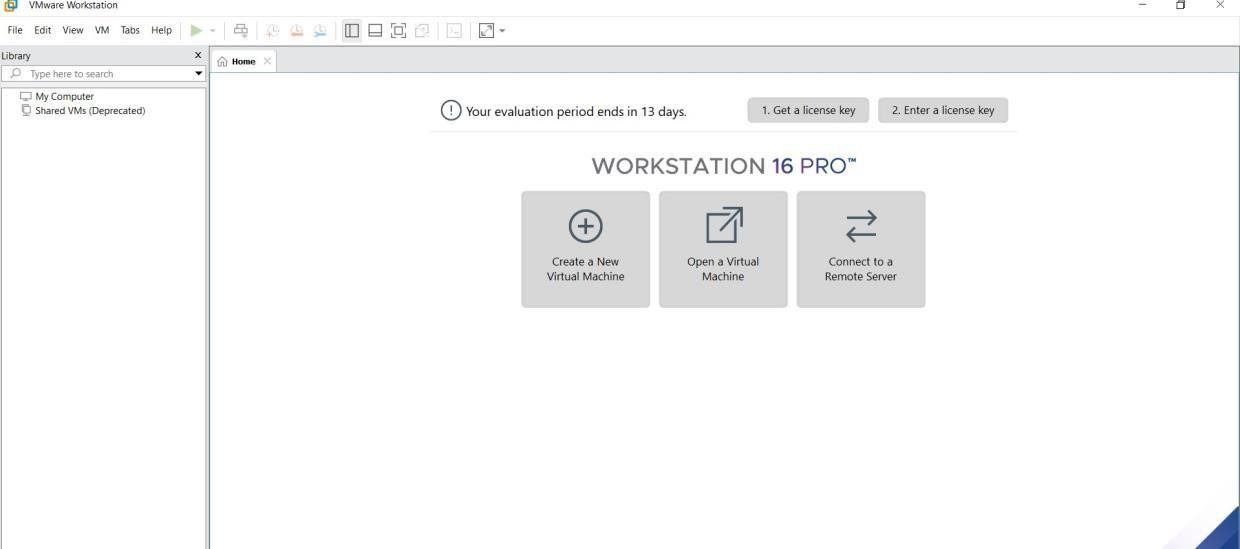 VMware Workstation
File Edit View VM Tabs Help
Library x
Type here to search
My Computer
Shared VMs (Deprecated)
Home
Your evaluation period ends in 13 days.
1. Get a license key
2. Enter a license key
WORKSTATION 16 PRO™
Create a New
Virtual Machine
Open a Virtual
Machine
Connect to a
Remote Server